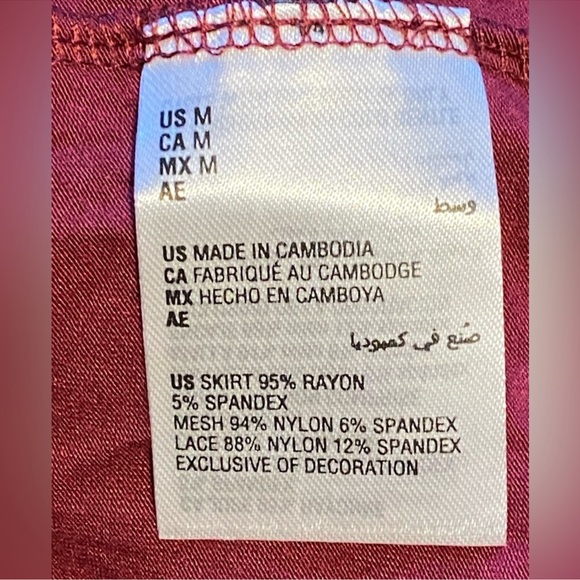 US M
CA M
MX M
AE
وسط
US MADE IN CAMBODIA
CA FABRIQUÉ AU CAMBODGE
MX HECHO EN CAMBOYA
AE
صُنع في كمبوديا
US SKIRT 95% RAYON
5% SPANDEX
MESH 94% NYLON 6% SPANDEX
LACE 88% NYLON 12% SPANDEX
EXCLUSIVE OF DECORATION